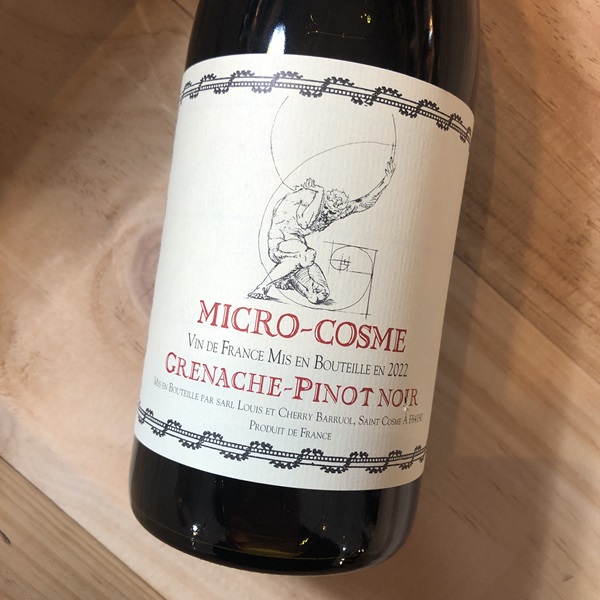 MICRO-COSME
VIN DE FRANCE MIS EN BOUTEILLE EN 2022
GRENACHE-PINOT NOIR
MIS EN BOUTEILLE PAR SARL LOUIS ET CHERRY BARRUOL, SAINT COSME À
PRODUIT DE FRANCE